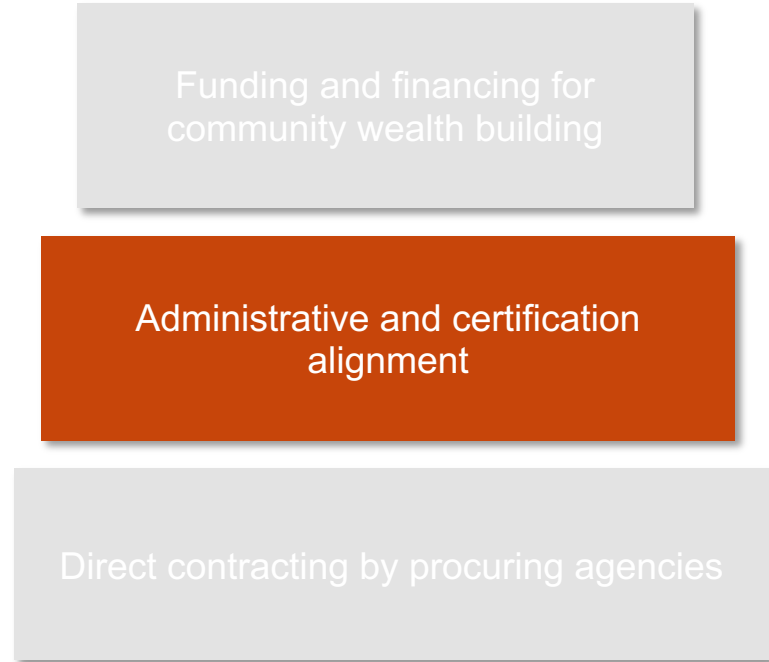 Funding and financing for
community wealth building
Administrative and certification
alignment
Direct contracting by procuring agencies